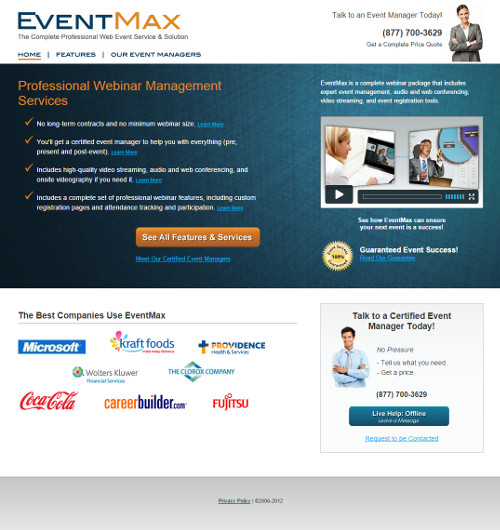 EVENTMAX
The Complete Professional Web Event Service & Solution
Talk to an Event Manager Today!
(877) 700-3629
Get a Complete Price Quote
HOME | FEATURES | OUR EVENT MANAGERS
Professional Webinar Management
Services
No long-term contracts and no minimum webinar size. Learn More
You'll get a certified event manager to help you with everything (pre,
present and post-event). Learn More
Includes high-quality video streaming, audio and web conferencing, and
onsite videography if you need it. Learn More
Includes a complete set of professional webinar features, including custom
registration pages and attendance tracking and participation. Learn More
See All Features & Services
Meet Our Certified Event Managers
EventMax is a complete webinar package that includes
expert event management, audio and web conferencing,
video streaming, and event registration tools.
See how EventMax can ensure
your next event is a success!
100%
Guaranteed Event Success!
Read Our Guarantee
The Best Companies Use EventMax
Microsoft
kraft foods
PROVIDENCE
Health & Services
Wolters Kluwer
Financial Services
THE CLOROX COMPANY
Coca-Cola
careerbuilder.com
FUJITSU
Talk to a Certified Event
Manager Today!
No Pressure
- Tell us what you need.
- Get a price.
(877) 700-3629
Live Help: Offline
Leave a Message
Request to be Contacted
Privacy Policy | ©2006-2012